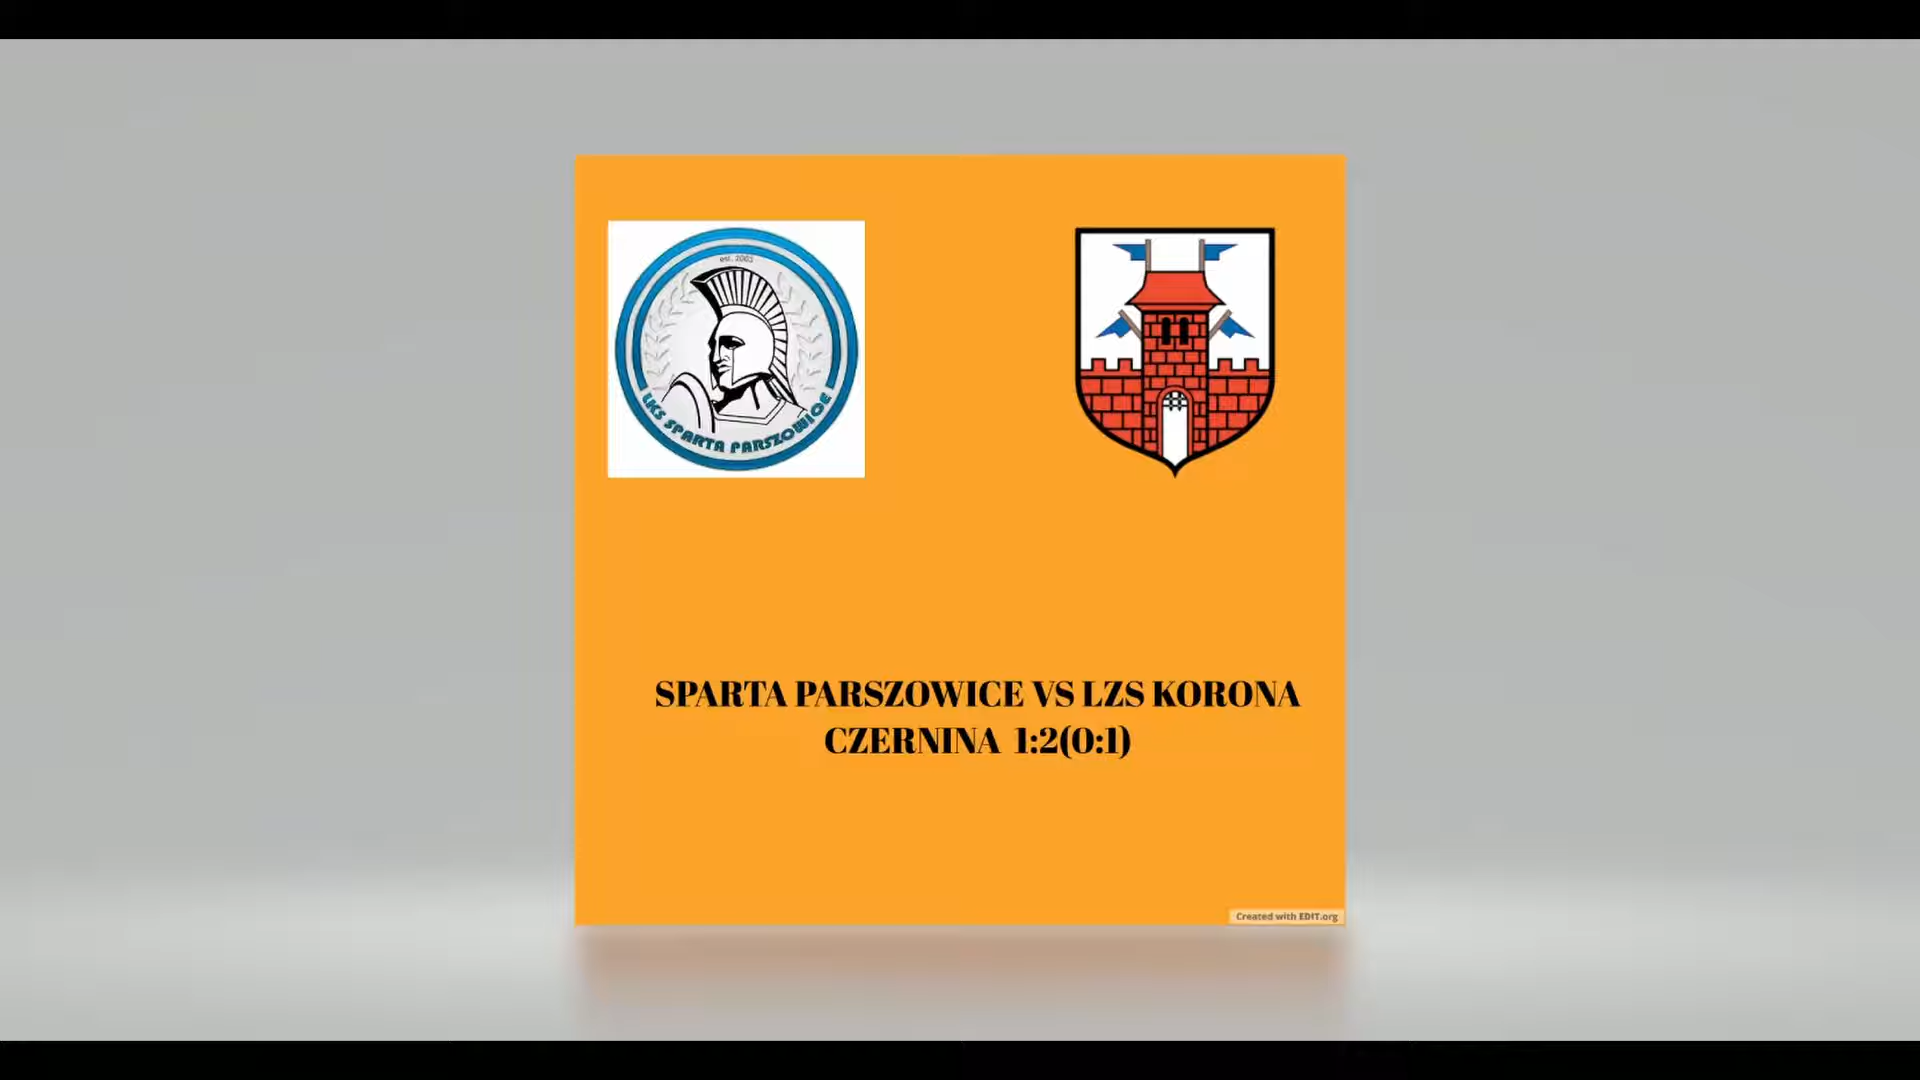 est. 2003
LKS SPARTA PARSZOWICE
SPARTA PARSZOWICE VS LZS KORONA
CZERNINA 1:2(0:1)
Created with EDIT.org